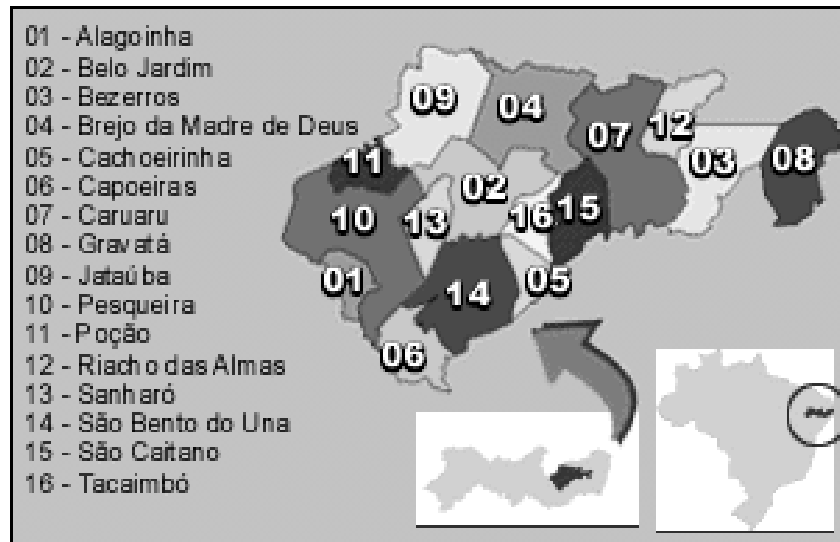 01 - Alagoinha
02 - Belo Jardim
03 - Bezerros
04 - Brejo da Madre de Deus
05 - Cachoeirinha
06 - Capoeiras
07 - Caruaru
08 - Gravatá
09 - Jataúba
10 - Pesqueira
11 - Poção
12 - Riacho das Almas
13 - Sanharó
14 - São Bento do Una
15 - São Caitano
16 - Tacaimbó
09
04
12
07
03
08
11
02
10
13
16
15
01
14
05
06